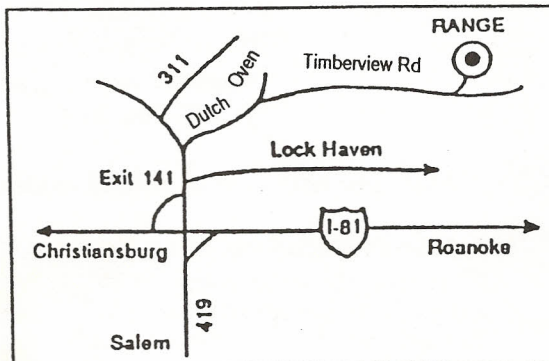 RANGE
311
Dutch Oven
Timberview Rd
Lock Haven
Exit 141
I-81
Christiansburg
Roanoke
419
Salem